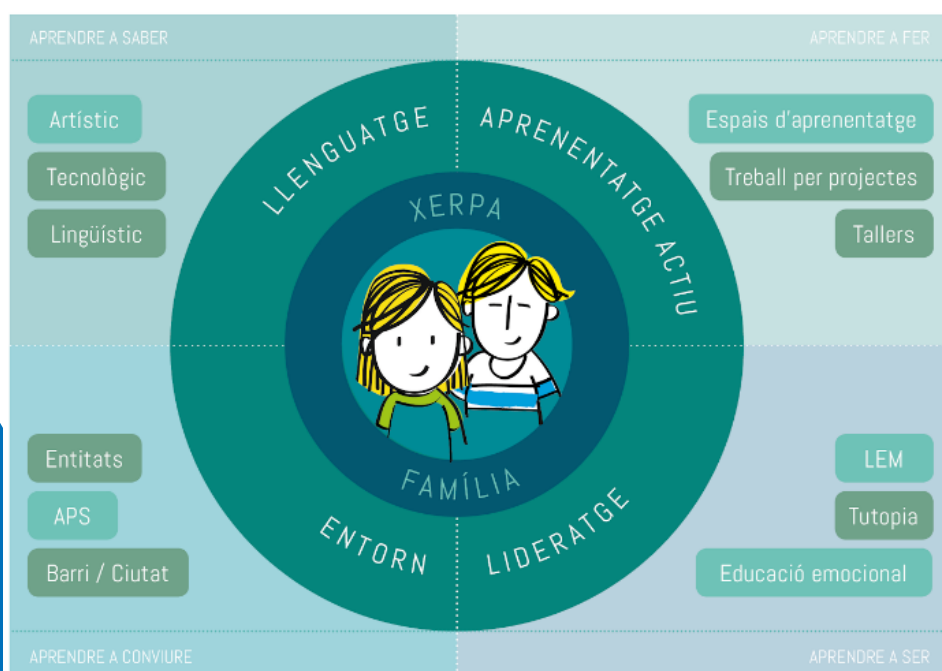 APRENDRE A SABER
APRENDRE A FER
Artístic
Tecnològic
Lingüístic
LLENGUATGE
APRENENTATGE ACTIU
Espais d'aprenentatge
Treball per projectes
Tallers
XERPA
FAMÍLIA
Entitats
APS
Barri / Ciutat
ENTORN
LIDERATGE
LEM
Tutopia
Educació emocional
APRENDRE A CONVIURE
APRENDRE A SER